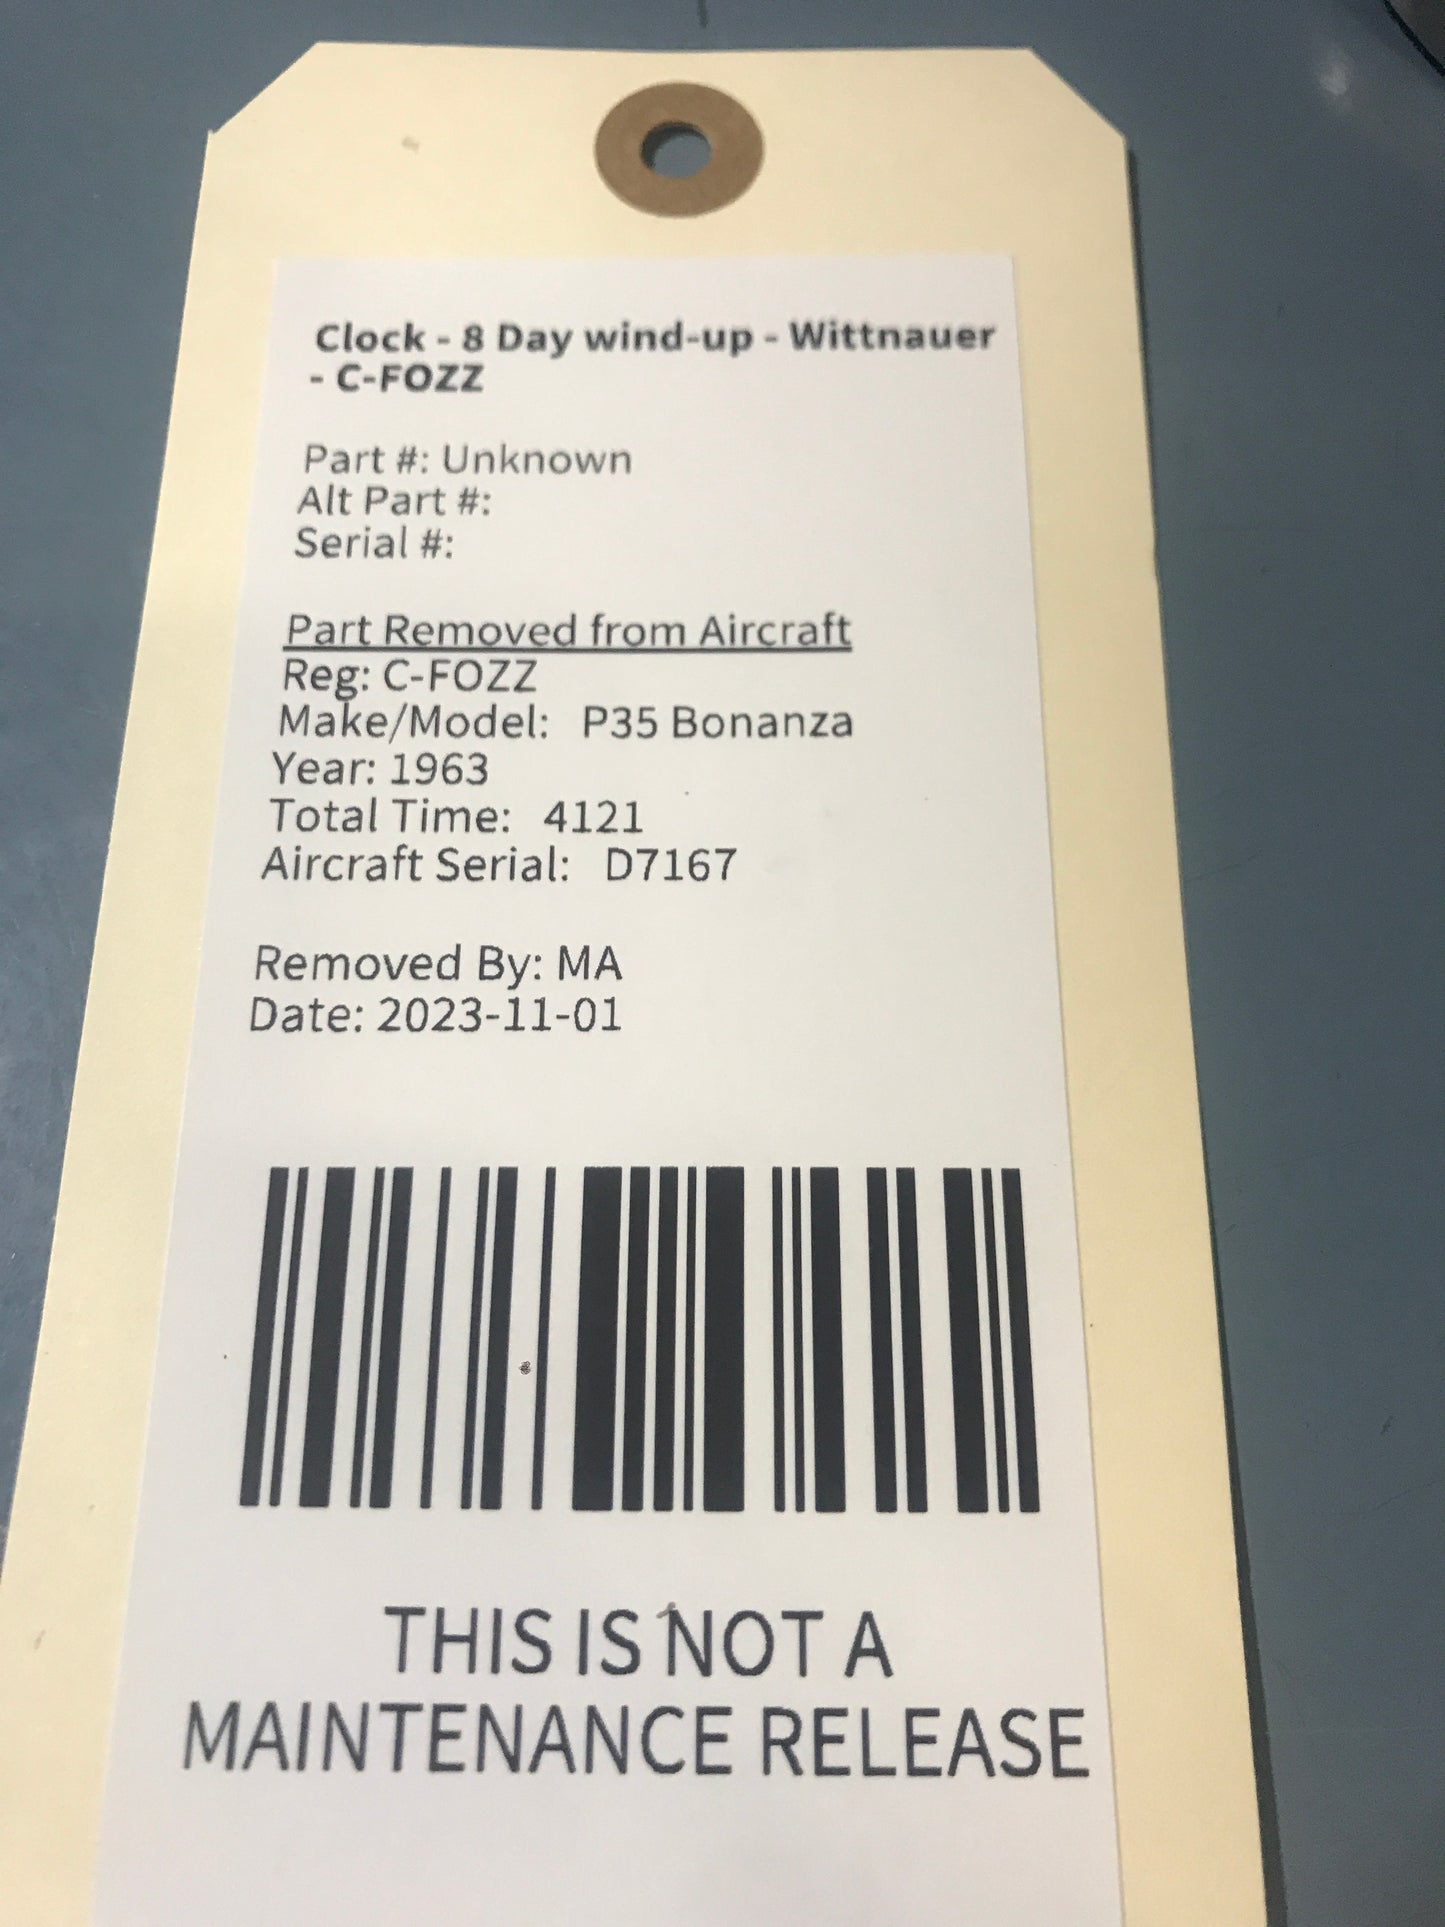 Clock - 8 Day wind-up - Wittnauer
- C-FOZZ
Part #: Unknown
Alt Part #:
Serial #:
Part Removed from Aircraft
Reg: C-FOZZ
Make/Model: P35 Bonanza
Year: 1963
Total Time: 4121
Aircraft Serial: D7167
Removed By: MA
Date: 2023-11-01
THIS IS NOT A
MAINTENANCE RELEASE